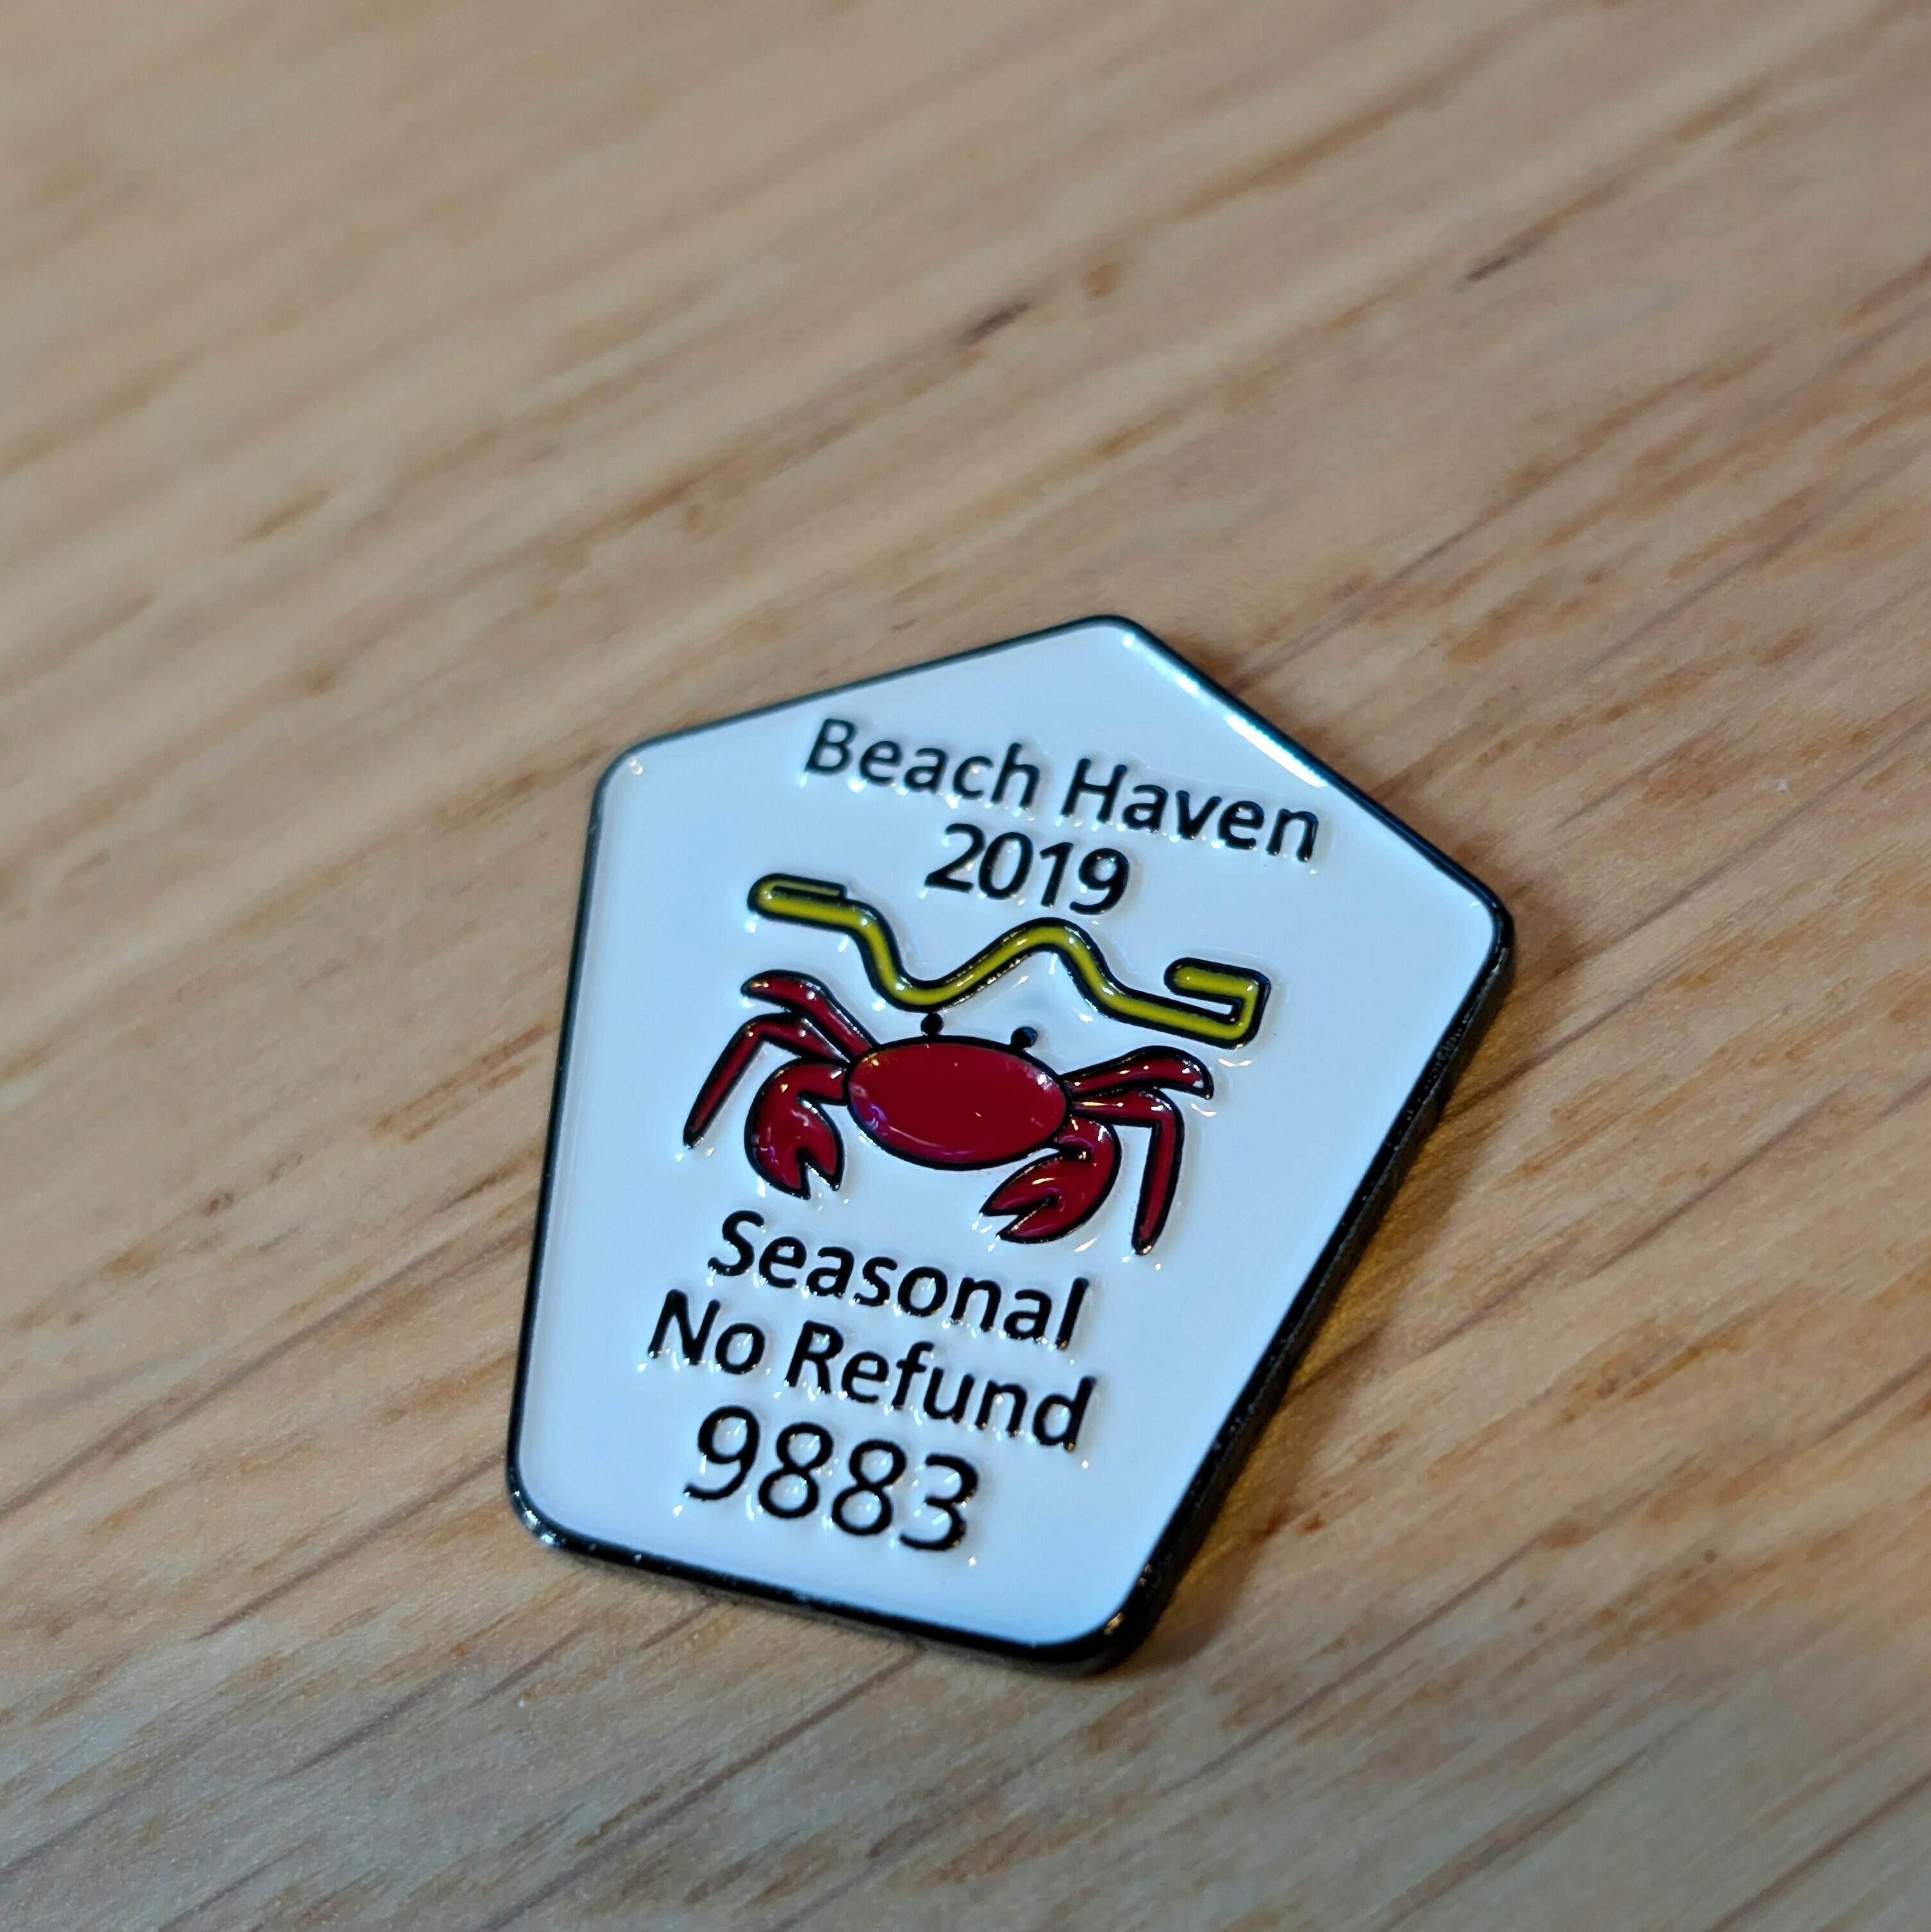 Beach Haven
2019
Seasonal
No Refund
9883